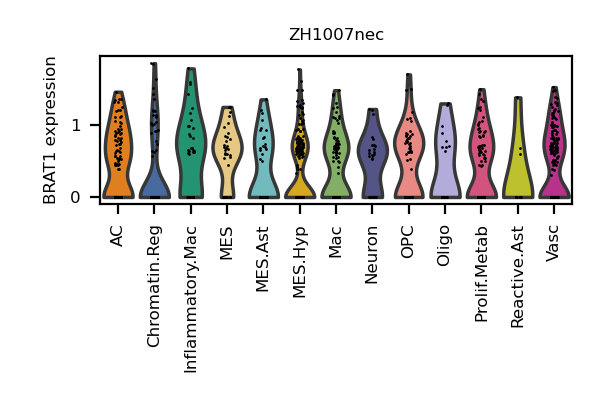 ZH1007nec
BRAT1 expression
1
0
AC
Chromatin.Reg
Inflammatory.Mac
MES
MES.Ast
MES.Hyp
Mac
Neuron
OPC
Oligo
Prolif.Metab
Reactive.Ast
Vasc